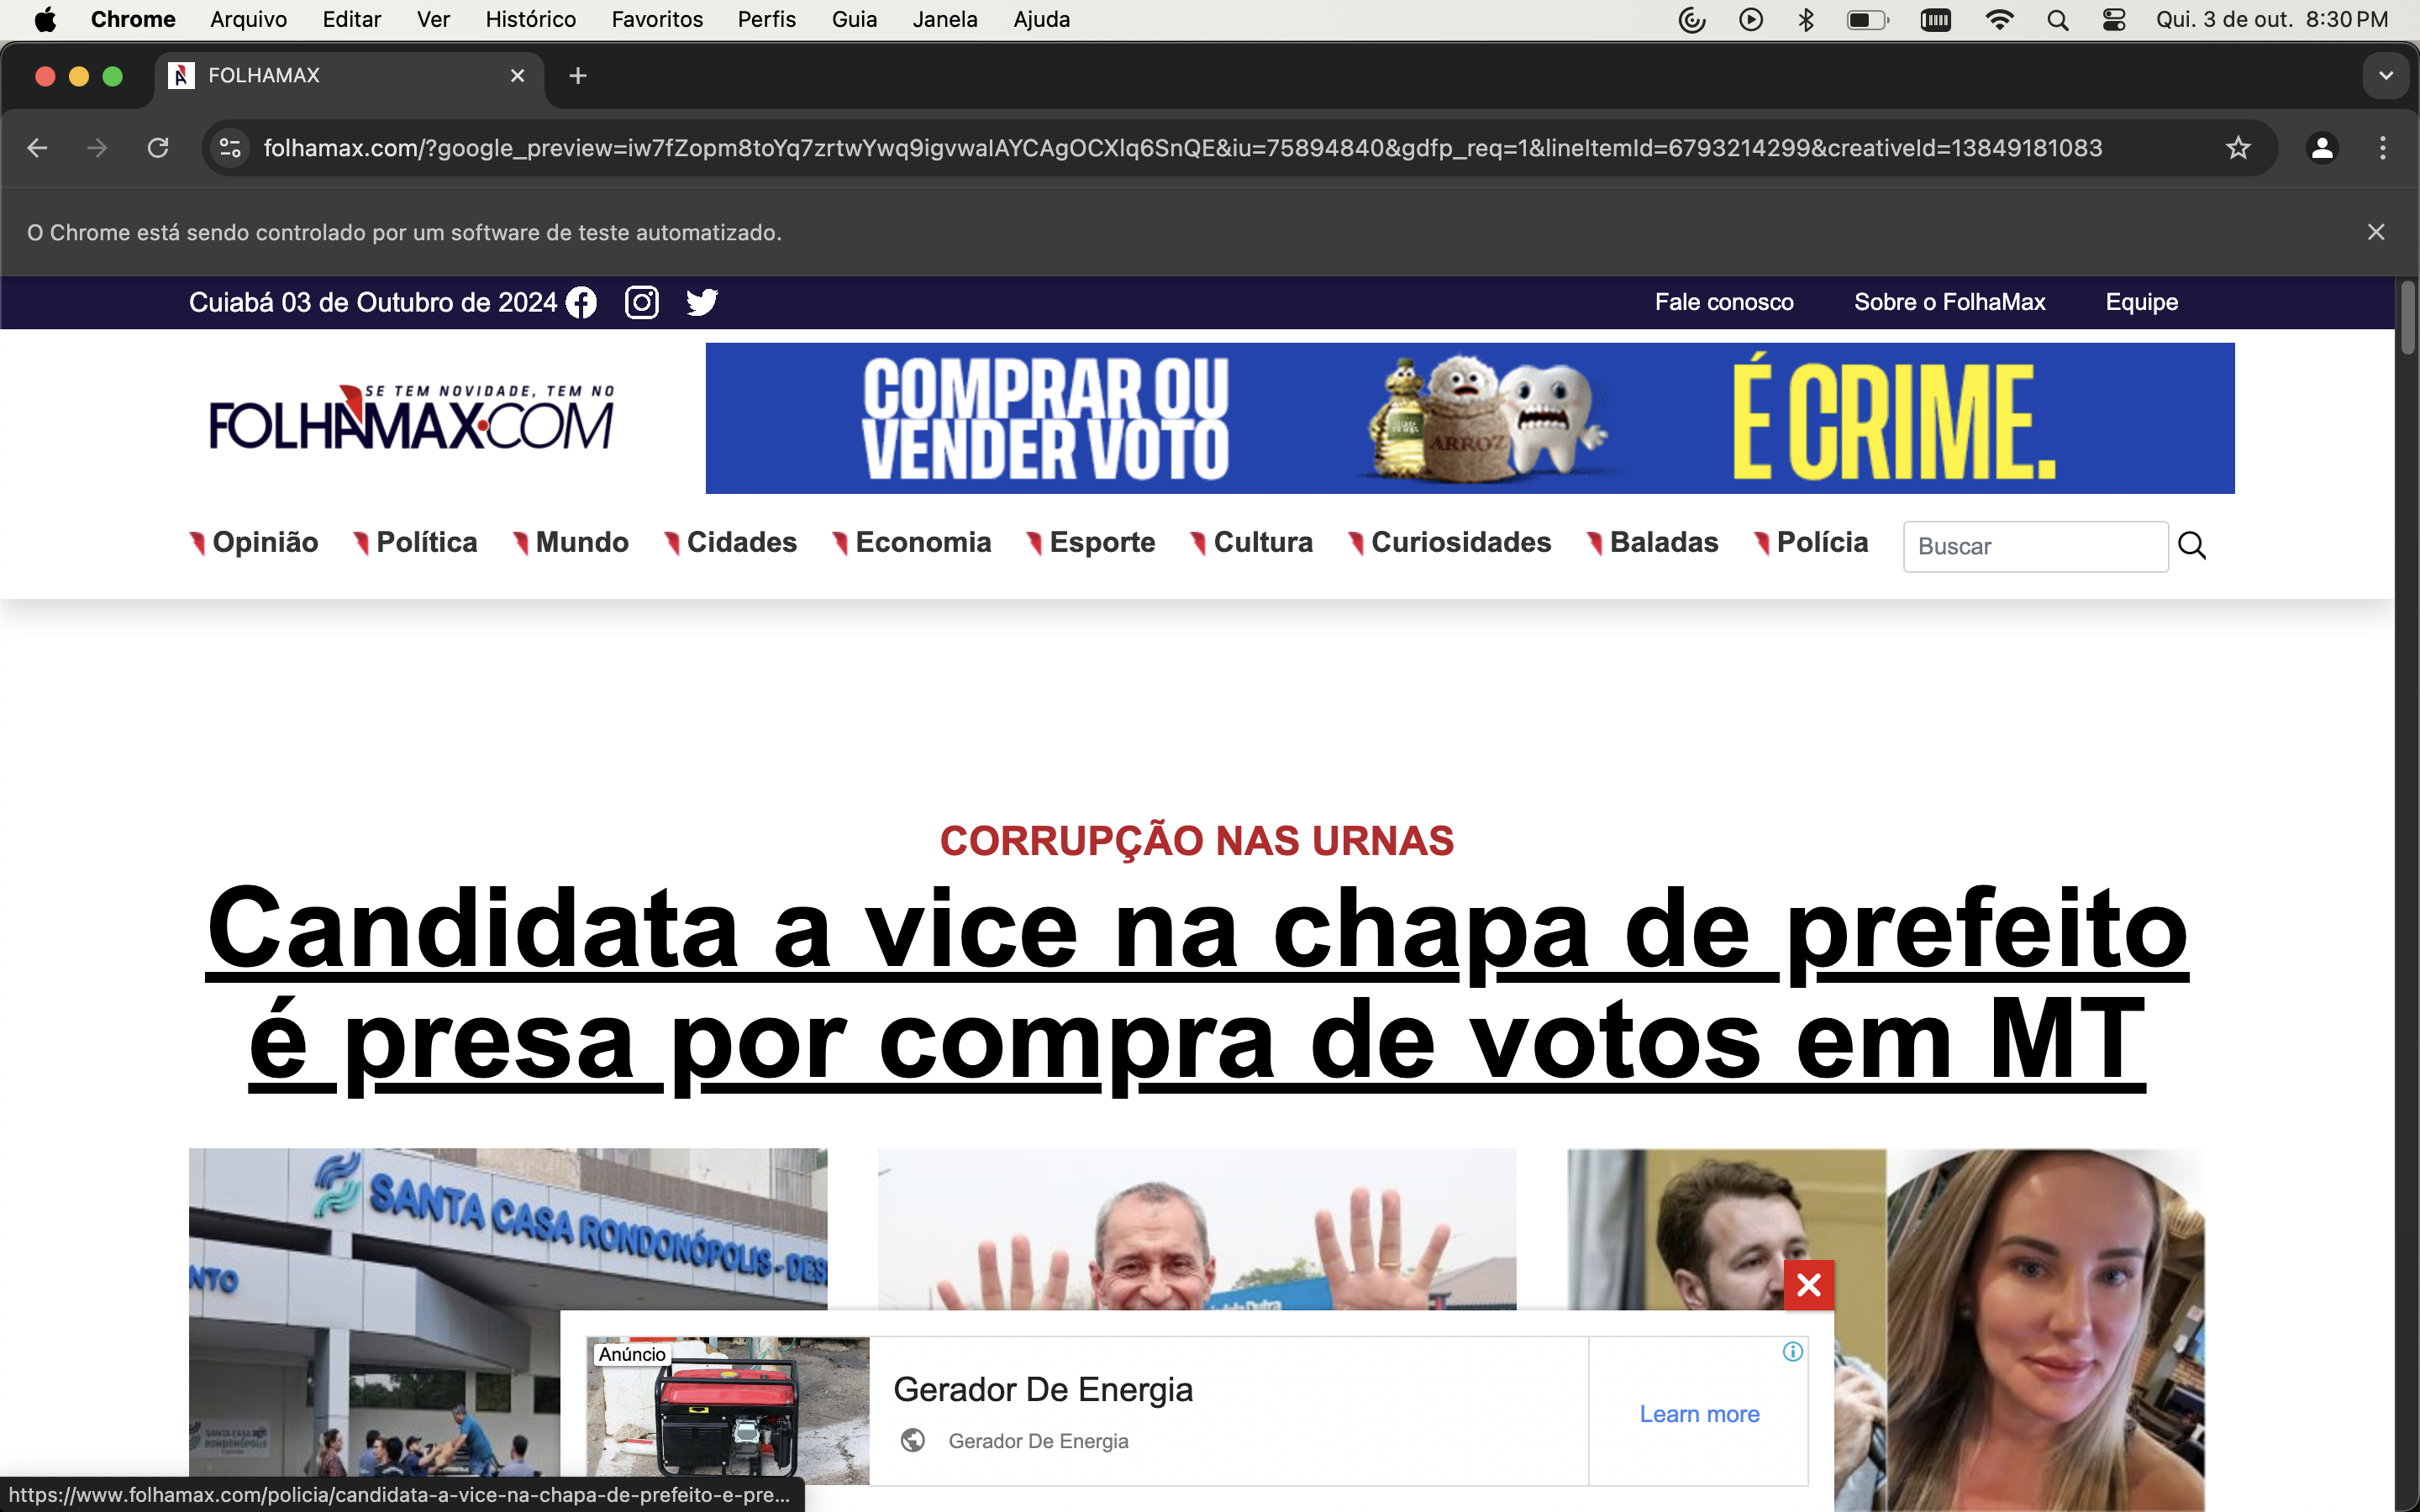 Chrome Arquivo Editar Ver Histórico Favoritos Perfis Guia Janela Ajuda Qui. 3 de out. 8:30 PM
FOLHAMAX
folhamax.com/?google_preview=iw7fZopm8toYq7zrtwYwq9igvwaIAYCAgOCXlq6SnQE&iu=75894840&gdfp_req=1&lineItemId=6793214299&creativeId=13849181083
O Chrome está sendo controlado por um software de teste automatizado.
Cuiabá 03 de Outubro de 2024 Fale conosco Sobre o FolhaMax Equipe
SE TEM NOVIDADE, TEM NO
FOLHAMAX.COM
COMPRAR OU
VENDER VOTO
ARROZ
É CRIME.
Opinião Política Mundo Cidades Economia Esporte Cultura Curiosidades Baladas Polícia Buscar
CORRUPÇÃO NAS URNAS
Candidata a vice na chapa de prefeito
é presa por compra de votos em MT
SANTA CASA RONDONÓPOLIS - DES
NTO
SANTA CASA
RONDONÓPOLIS
Anúncio
Gerador De Energia
Gerador De Energia
Learn more
https://www.folhamax.com/policia/candidata-a-vice-na-chapa-de-prefeito-e-pre...